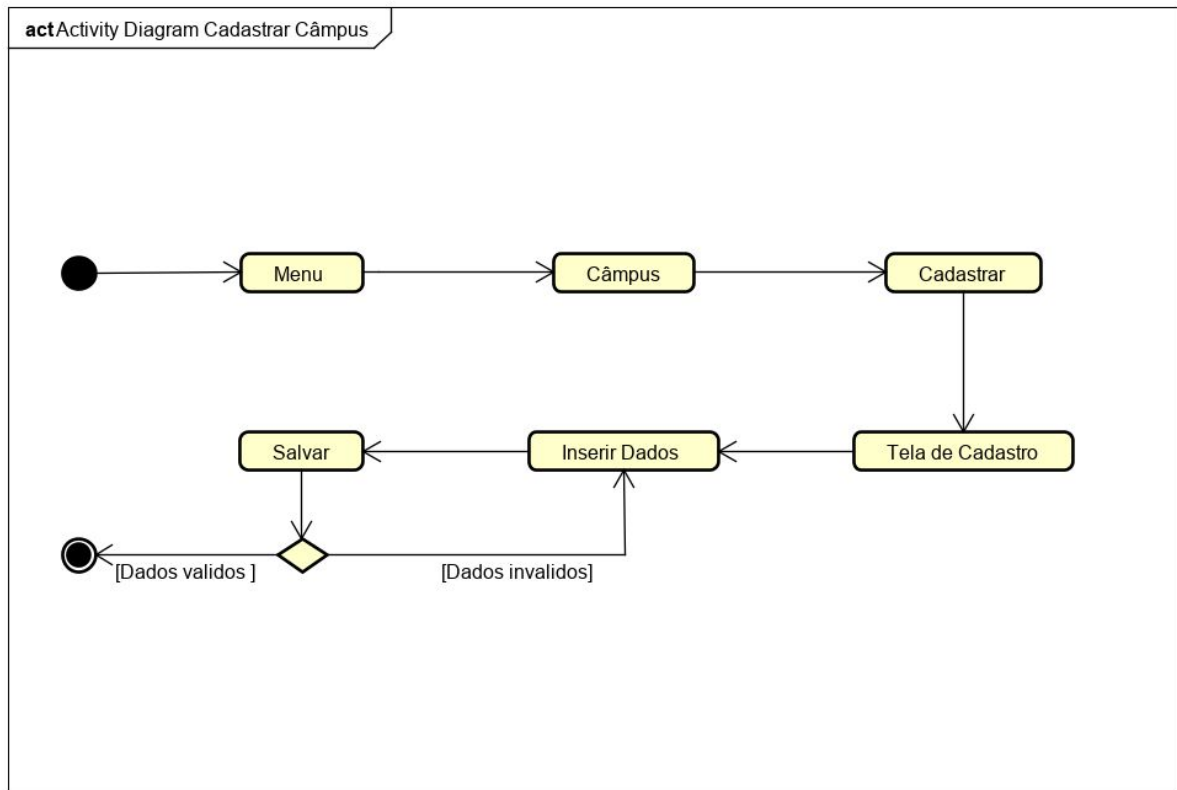 act Activity Diagram Cadastrar Câmpus
Menu
Câmpus
Cadastrar
Salvar
Inserir Dados
Tela de Cadastro
[Dados validos ]
[Dados invalidos]